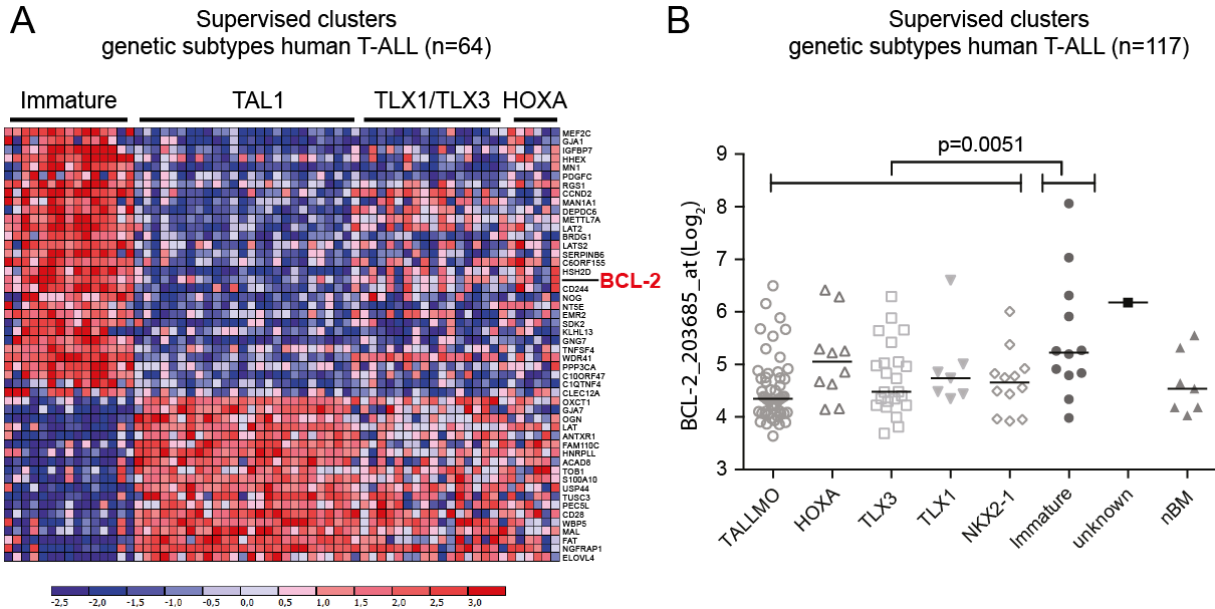 A
Supervised clusters
genetic subtypes human T-ALL (n=64)
Immature TAL1 TLX1/TLX3 HOXA
MEF2C
GJA1
IGFBP7
HHEX
MN1
PDGFC
RGS1
CCND2
MAN1A1
DEPDC6
METTL7A
LAT2
BRDG1
LATS2
SERPINB6
C6ORF155
HSH2D
BCL-2
CD244
NOG
NT5E
EMR2
SDK2
KLHL13
GNG7
TNFSF4
WDR41
PPP3CA
C10ORF47
C1QTNF4
CLEC12A
OXCT1
GJA7
OGN
LAT
ANTXR1
FAM110C
HNRPLL
ACAD8
TOB1
S100A10
USP44
TUSC3
PEC5L
CD28
WBP5
MAL
FAT
NGFRAP1
ELOVL4
-2,5 -2,0 -1,5 -1,0 -0,5 0,0 0,5 1,0 1,5 2,0 2,5 3,0
B
Supervised clusters
genetic subtypes human T-ALL (n=117)
p=0.0051
BCL-2_203685_at (Log2)
9
8
7
6
5
4
3
TALLMO
HOXA
TLX3
TLX1
NKX2-1
Immature
unknown
nBM